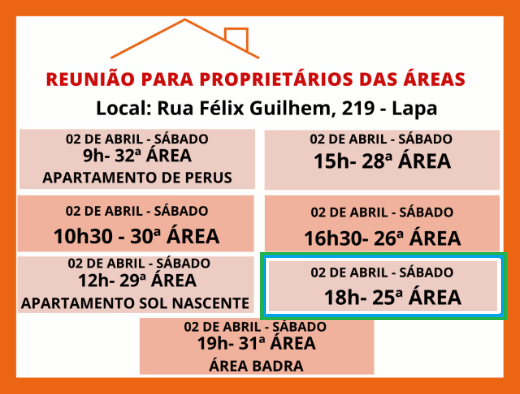 REUNIÃO PARA PROPRIETÁRIOS DAS ÁREAS
Local: Rua Félix Guilhem, 219 - Lapa
02 DE ABRIL - SÁBADO
9h- 32ª ÁREA
APARTAMENTO DE PERUS
02 DE ABRIL - SÁBADO
15h- 28ª ÁREA
02 DE ABRIL - SÁBADO
10h30 - 30ª ÁREA
02 DE ABRIL - SÁBADO
16h30- 26ª ÁREA
02 DE ABRIL - SÁBADO
12h- 29ª ÁREA
APARTAMENTO SOL NASCENTE
02 DE ABRIL - SÁBADO
18h- 25ª ÁREA
02 DE ABRIL - SÁBADO
19h- 31ª ÁREA
ÁREA BADRA